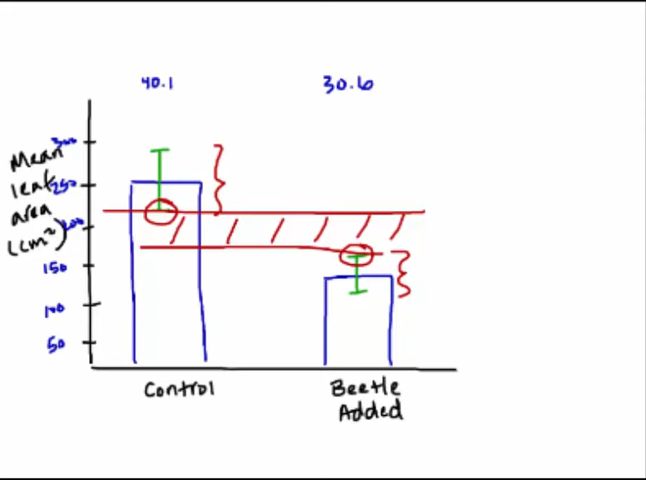 40.1 30.6
Mean
leaf
area
(cm²)
300
250
200
150
100
50
Control
Beetle
Added